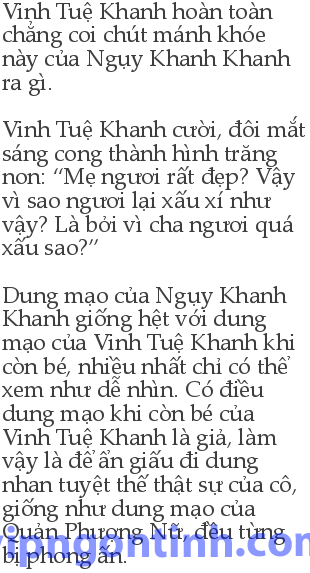 Vinh Tuệ Khanh hoàn toàn
chẳng coi chút mánh khóe
này của Ngụy Khanh Khanh
ra gì.
Vinh Tuệ Khanh cười, đôi mắt
sáng cong thành hình trăng
non: “Mẹ ngươi rất đẹp? Vậy
vì sao ngươi lại xấu xí như
vậy? Là bởi vì cha ngươi quá
xấu sao?”
Dung mạo của Ngụy Khanh
Khanh giống hệt với dung
mạo của Vinh Tuệ Khanh khi
còn bé, nhiều nhất chỉ có thể
xem như dễ nhìn. Có điều
dung mạo khi còn bé của
Vinh Tuệ Khanh là giả, làm
vậy là để ẩn giấu đi dung
nhan tuyệt thế thật sự của cô,
giống như dung mạo của
Quản Phượng Nữ, đều từng
bị phong ấn.
vipngontinh.com